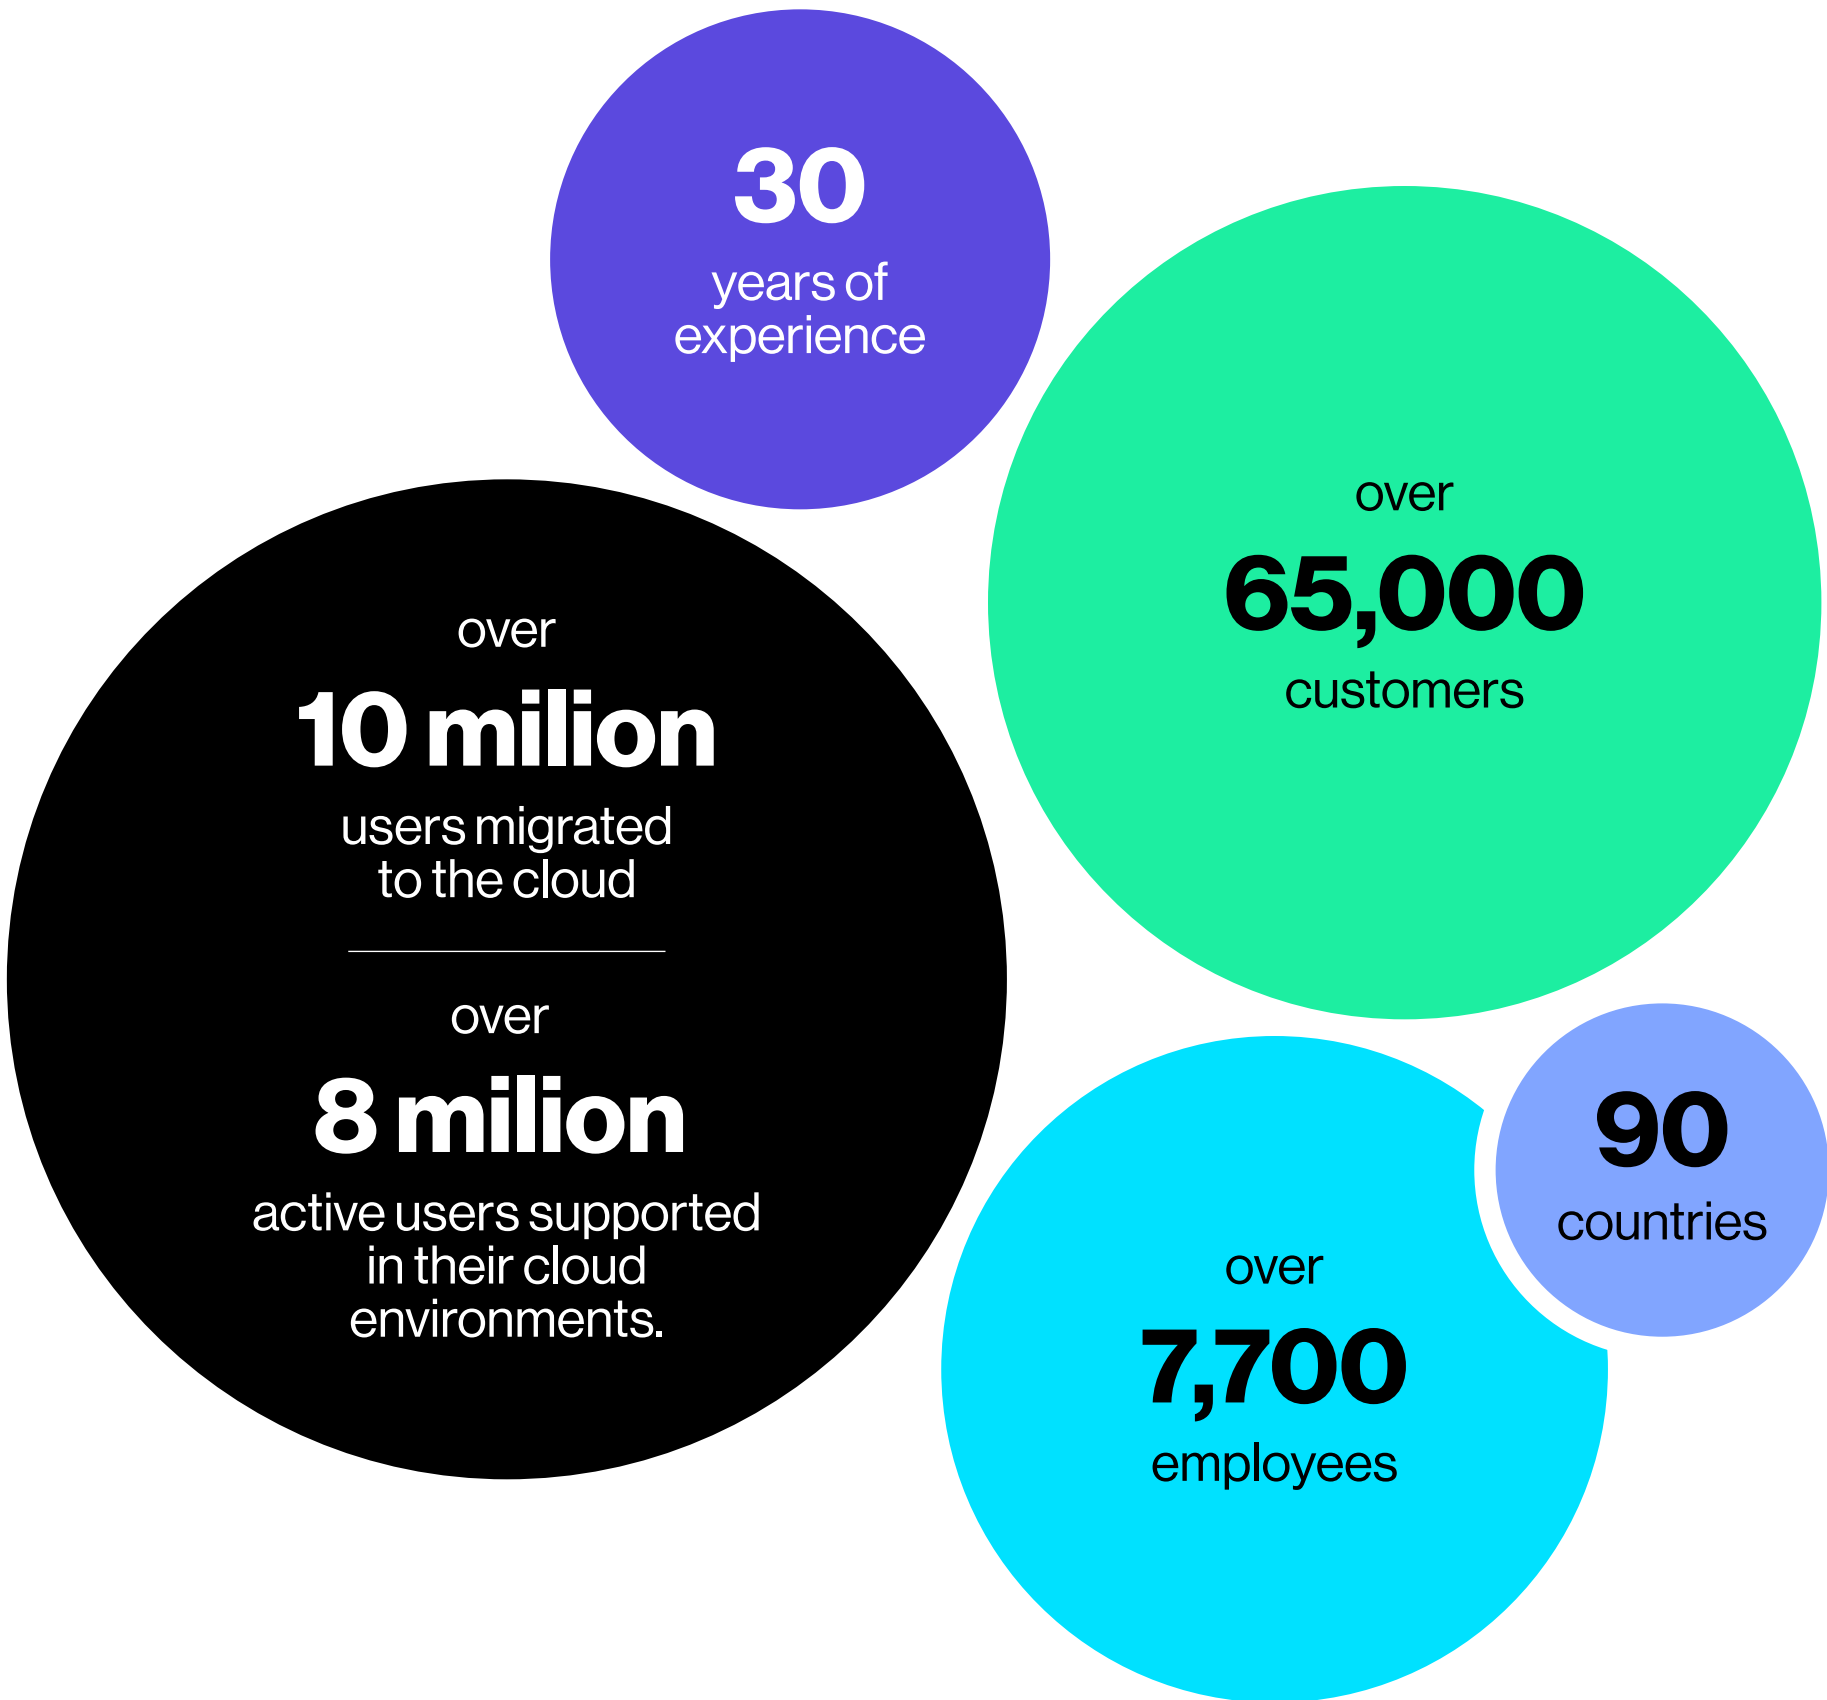 30
years of
experience
over
65,000
customers
over
10 milion
users migrated
to the cloud
over
8 milion
active users supported
in their cloud
environments.
90
countries
over
7,700
employees